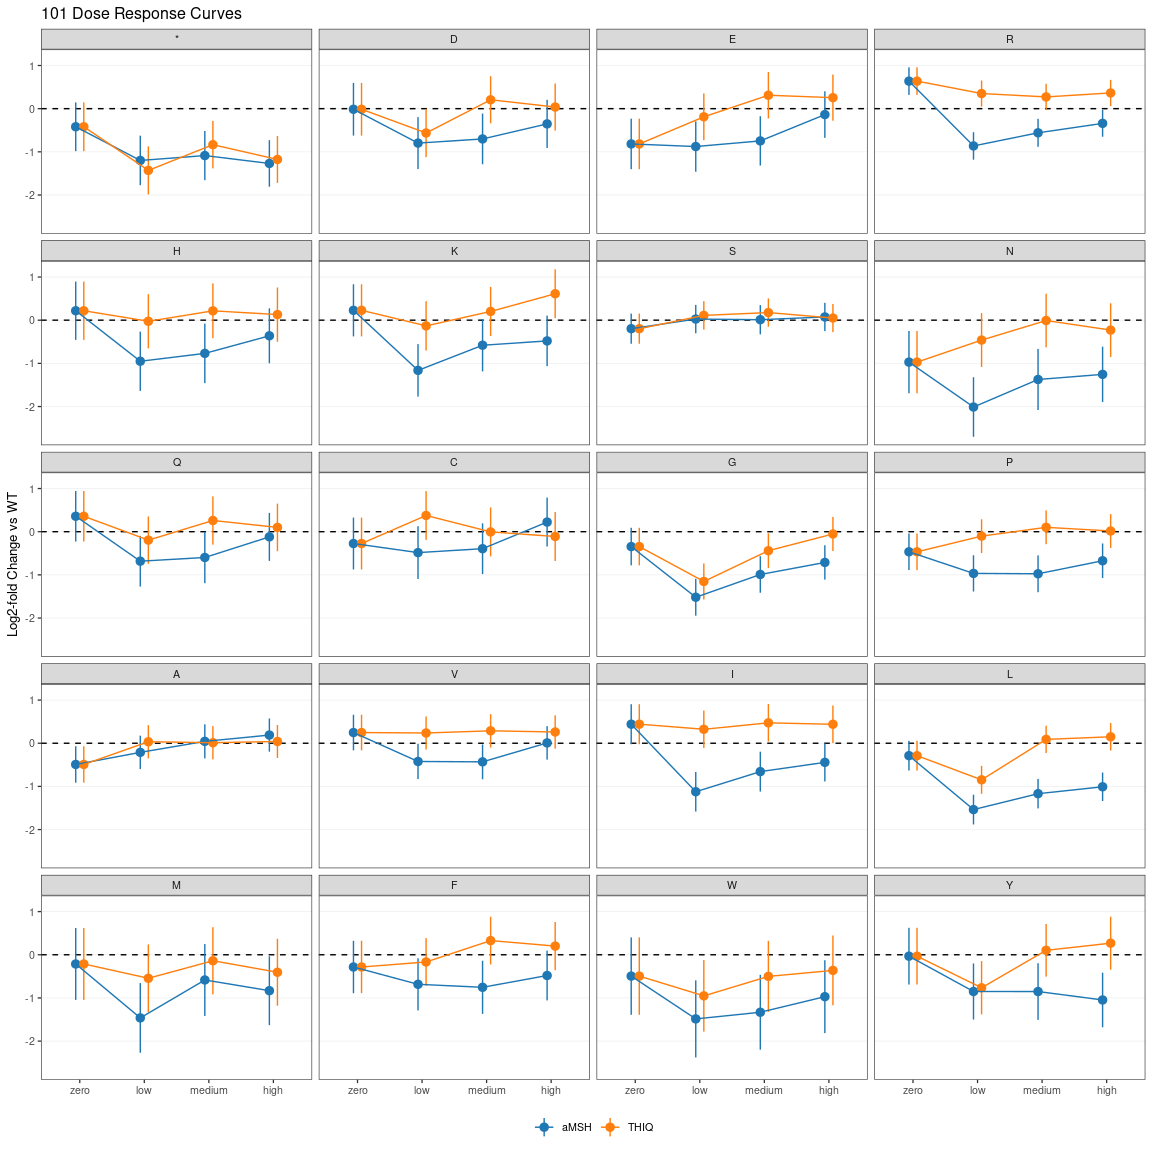 101 Dose Response Curves
* D E R
1
0
-1
-2
H K S N
1
0
-1
-2
Q C G P
1
0
-1
-2
A V I L
1
0
-1
-2
M F W Y
1
0
-1
-2
Log2-fold Change vs WT
zero low medium high zero low medium high zero low medium high zero low medium high
aMSH THIQ